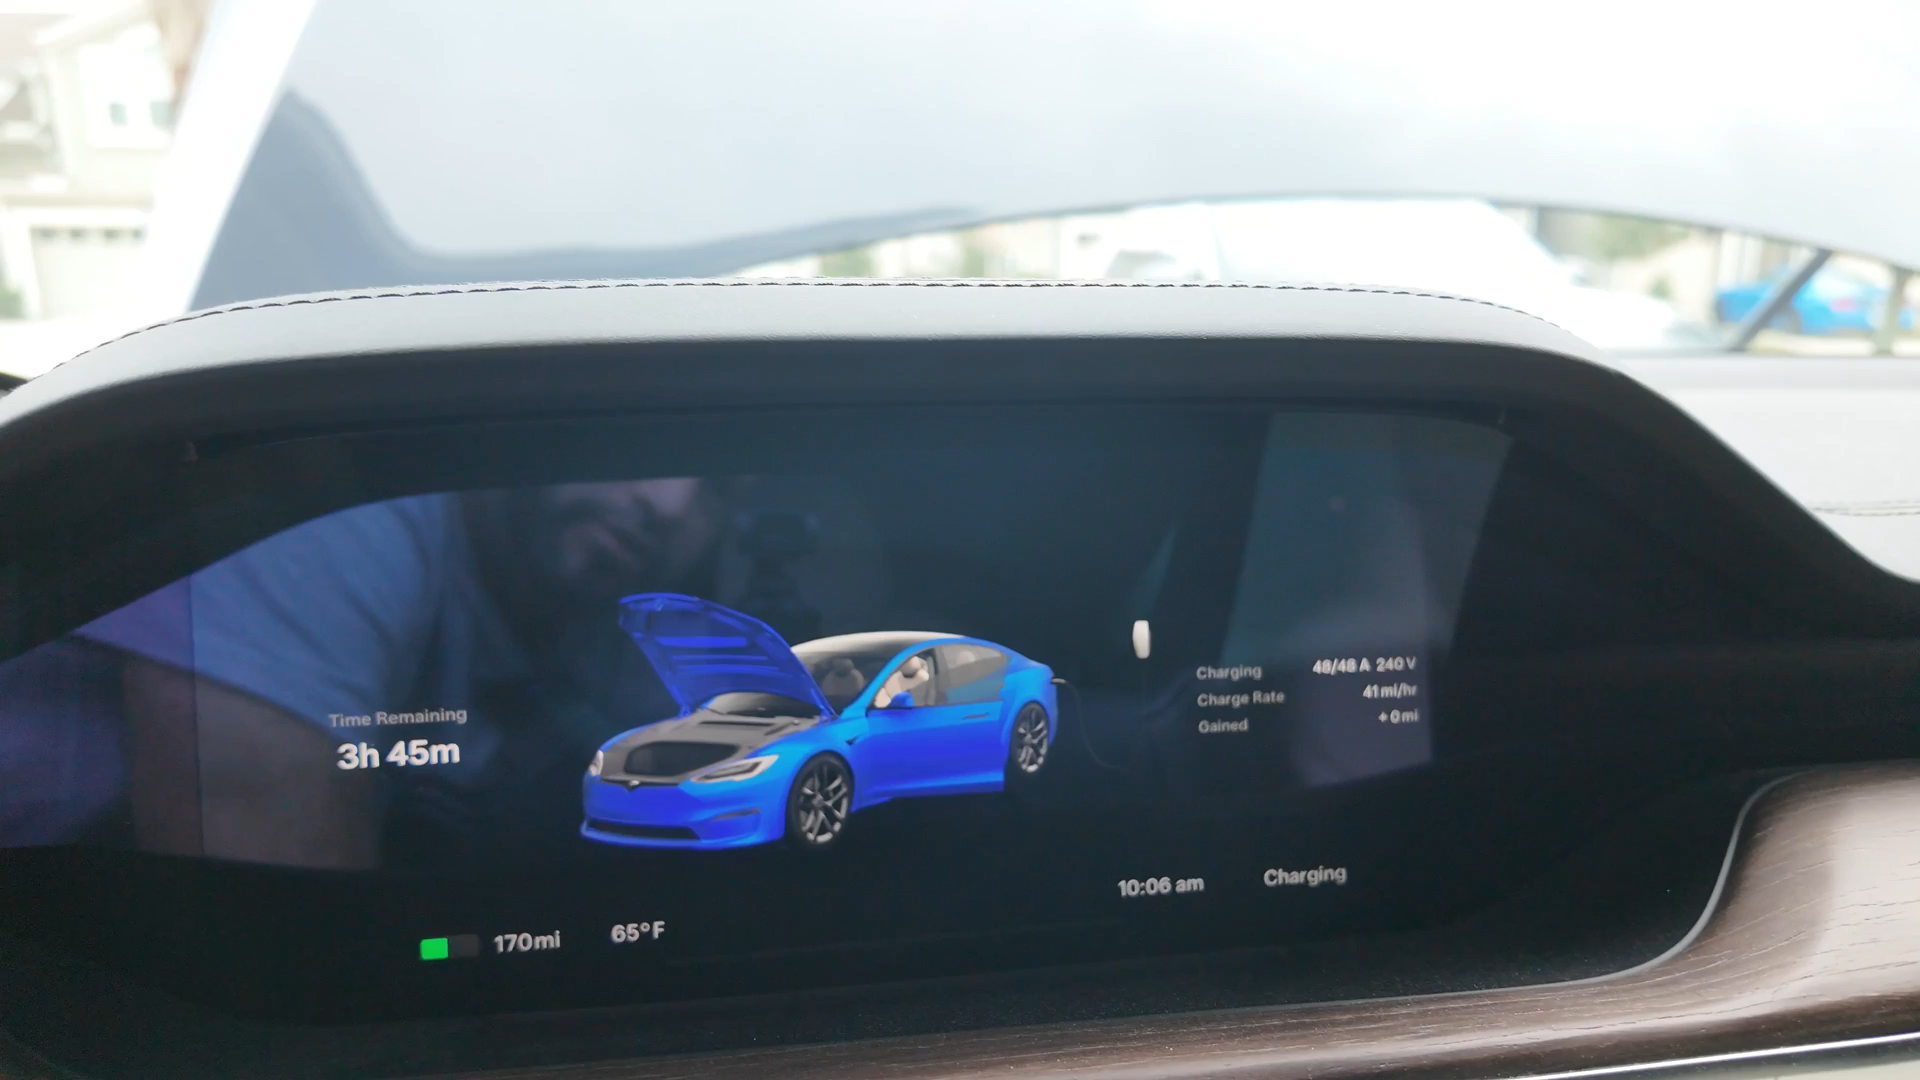 Time Remaining
3h 45m
Charging 48/48 A 240 V
Charge Rate 41 mi/hr
Gained + 0 mi
10:06 am Charging
170mi 65°F